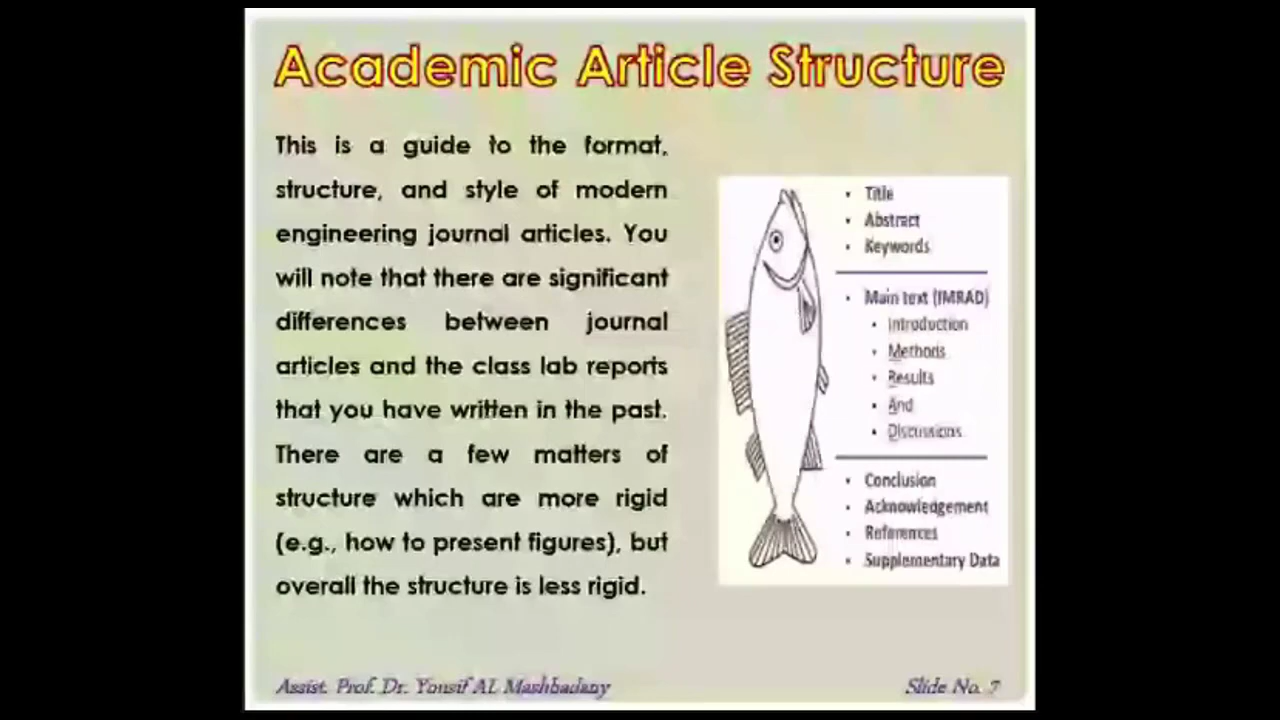 Academic Article Structure
This is a guide to the format,
structure, and style of modern
engineering journal articles. You
will note that there are significant
differences between journal
articles and the class lab reports
that you have written in the past.
There are a few matters of
structure which are more rigid
(e.g., how to present figures), but
overall the structure is less rigid.
• Title
• Abstract
• Keywords
• Main text (IMRAD)
• Introduction
• Methods
• Results
• And
• Discussions
• Conclusion
• Acknowledgement
• References
• Supplementary Data
Assist. Prof. Dr. Yousif AL Mashhadany
Slide No. 7